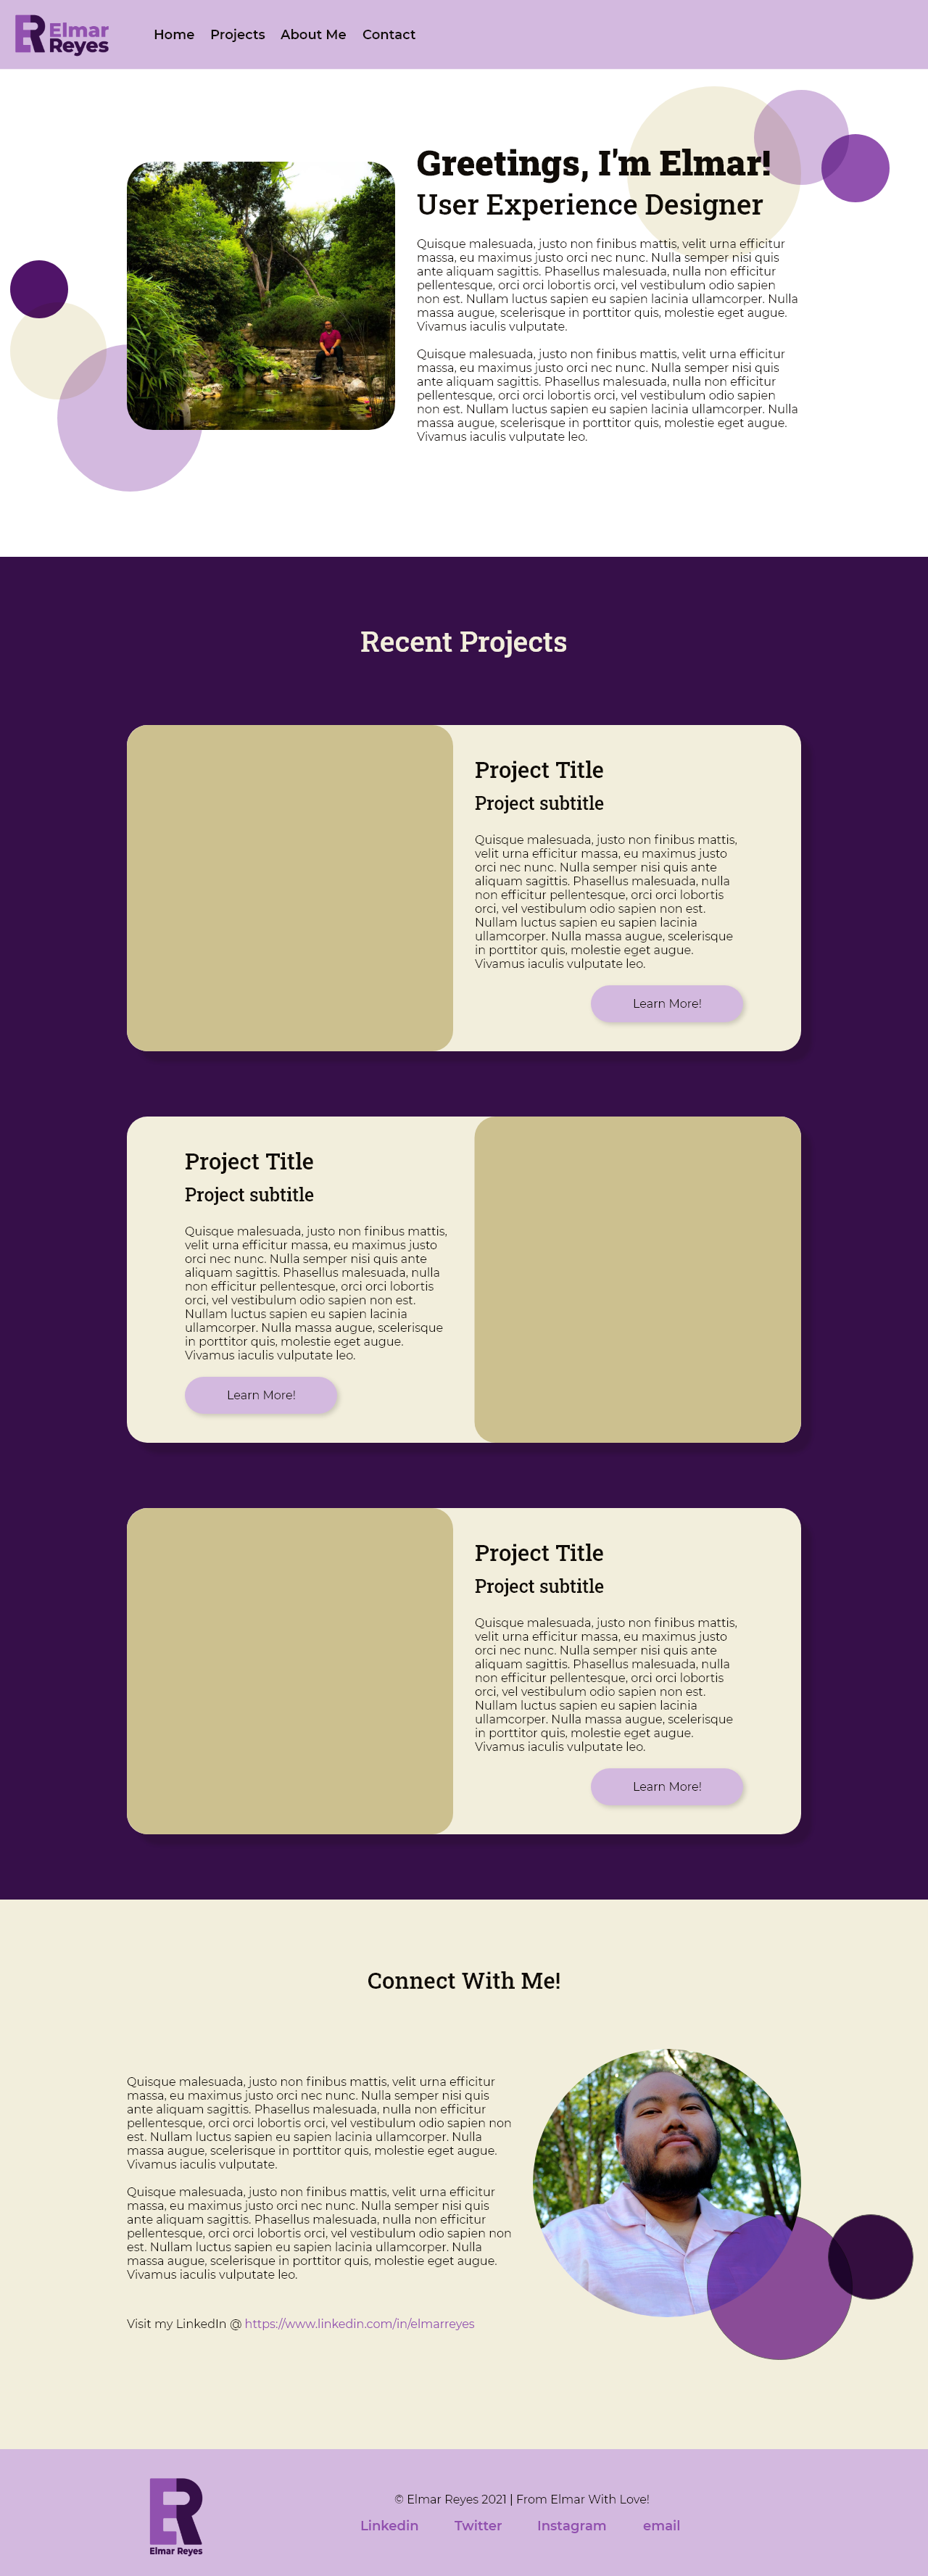 Elmar
Reyes
Home Projects About Me Contact
Greetings, I'm Elmar!
User Experience Designer
Quisque malesuada, justo non finibus mattis, velit urna efficitur
massa, eu maximus justo orci nec nunc. Nulla semper nisi quis
ante aliquam sagittis. Phasellus malesuada, nulla non efficitur
pellentesque, orci orci lobortis orci, vel vestibulum odio sapien
non est. Nullam luctus sapien eu sapien lacinia ullamcorper. Nulla
massa augue, scelerisque in porttitor quis, molestie eget augue.
Vivamus iaculis vulputate.
Quisque malesuada, justo non finibus mattis, velit urna efficitur
massa, eu maximus justo orci nec nunc. Nulla semper nisi quis
ante aliquam sagittis. Phasellus malesuada, nulla non efficitur
pellentesque, orci orci lobortis orci, vel vestibulum odio sapien
non est. Nullam luctus sapien eu sapien lacinia ullamcorper. Nulla
massa augue, scelerisque in porttitor quis, molestie eget augue.
Vivamus iaculis vulputate leo.
Recent Projects
Project Title
Project subtitle
Quisque malesuada, justo non finibus mattis,
velit urna efficitur massa, eu maximus justo
orci nec nunc. Nulla semper nisi quis ante
aliquam sagittis. Phasellus malesuada, nulla
non efficitur pellentesque, orci orci lobortis
orci, vel vestibulum odio sapien non est.
Nullam luctus sapien eu sapien lacinia
ullamcorper. Nulla massa augue, scelerisque
in porttitor quis, molestie eget augue.
Vivamus iaculis vulputate leo.
Learn More!
Project Title
Project subtitle
Quisque malesuada, justo non finibus mattis,
velit urna efficitur massa, eu maximus justo
orci nec nunc. Nulla semper nisi quis ante
aliquam sagittis. Phasellus malesuada, nulla
non efficitur pellentesque, orci orci lobortis
orci, vel vestibulum odio sapien non est.
Nullam luctus sapien eu sapien lacinia
ullamcorper. Nulla massa augue, scelerisque
in porttitor quis, molestie eget augue.
Vivamus iaculis vulputate leo.
Learn More!
Project Title
Project subtitle
Quisque malesuada, justo non finibus mattis,
velit urna efficitur massa, eu maximus justo
orci nec nunc. Nulla semper nisi quis ante
aliquam sagittis. Phasellus malesuada, nulla
non efficitur pellentesque, orci orci lobortis
orci, vel vestibulum odio sapien non est.
Nullam luctus sapien eu sapien lacinia
ullamcorper. Nulla massa augue, scelerisque
in porttitor quis, molestie eget augue.
Vivamus iaculis vulputate leo.
Learn More!
Connect With Me!
Quisque malesuada, justo non finibus mattis, velit urna efficitur
massa, eu maximus justo orci nec nunc. Nulla semper nisi quis
ante aliquam sagittis. Phasellus malesuada, nulla non efficitur
pellentesque, orci orci lobortis orci, vel vestibulum odio sapien non
est. Nullam luctus sapien eu sapien lacinia ullamcorper. Nulla
massa augue, scelerisque in porttitor quis, molestie eget augue.
Vivamus iaculis vulputate.
Quisque malesuada, justo non finibus mattis, velit urna efficitur
massa, eu maximus justo orci nec nunc. Nulla semper nisi quis
ante aliquam sagittis. Phasellus malesuada, nulla non efficitur
pellentesque, orci orci lobortis orci, vel vestibulum odio sapien non
est. Nullam luctus sapien eu sapien lacinia ullamcorper. Nulla
massa augue, scelerisque in porttitor quis, molestie eget augue.
Vivamus iaculis vulputate leo.
Visit my LinkedIn @ https://www.linkedin.com/in/elmarreyes
ER
Elmar Reyes
© Elmar Reyes 2021 | From Elmar With Love!
Linkedin Twitter Instagram email